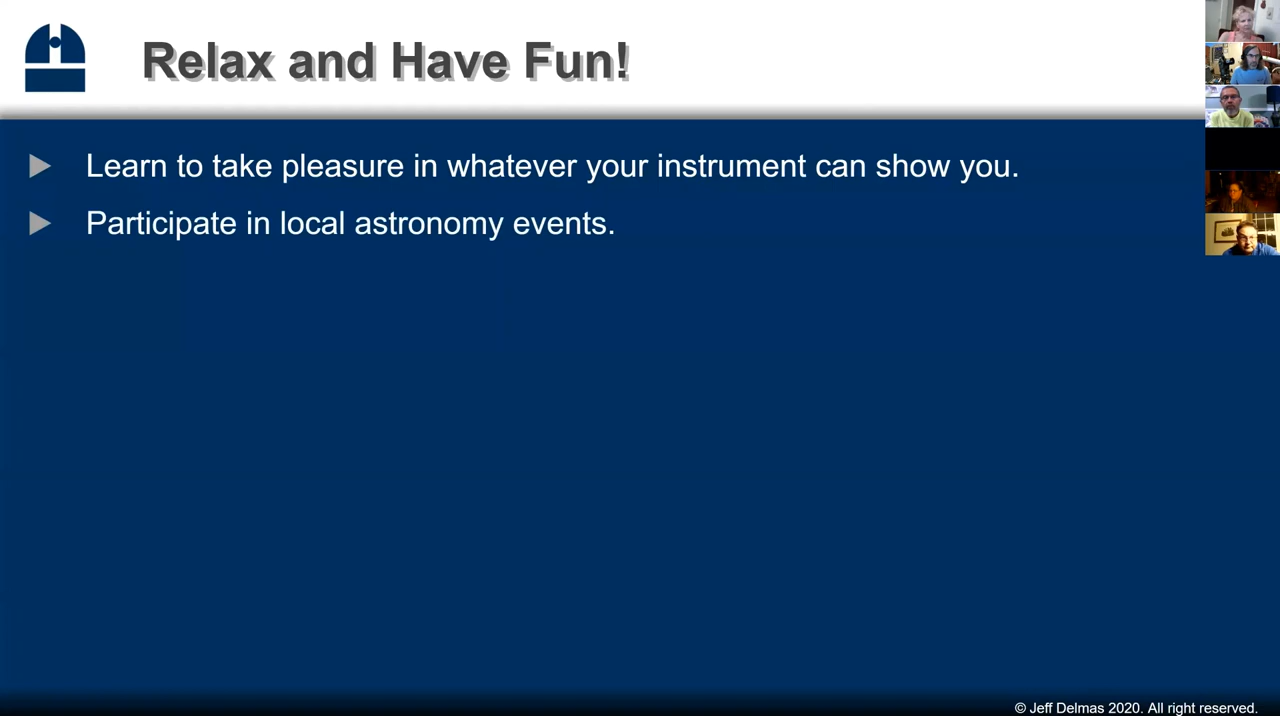 Relax and Have Fun!
Learn to take pleasure in whatever your instrument can show you.
Participate in local astronomy events.
© Jeff Delmas 2020. All right reserved.